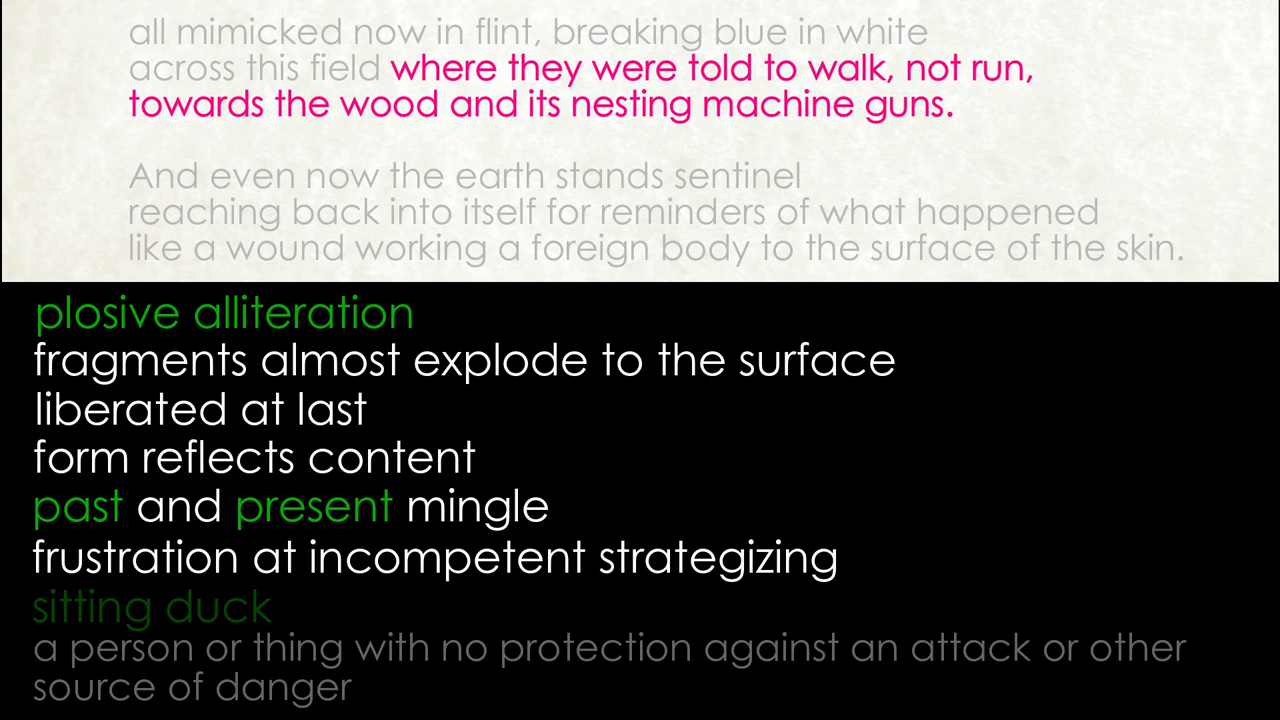 all mimicked now in flint, breaking blue in white
across this field where they were told to walk, not run,
towards the wood and its nesting machine guns.
And even now the earth stands sentinel
reaching back into itself for reminders of what happened
like a wound working a foreign body to the surface of the skin.
plosive alliteration
fragments almost explode to the surface
liberated at last
form reflects content
past and present mingle
frustration at incompetent strategizing
sitting duck
a person or thing with no protection against an attack or other
source of danger